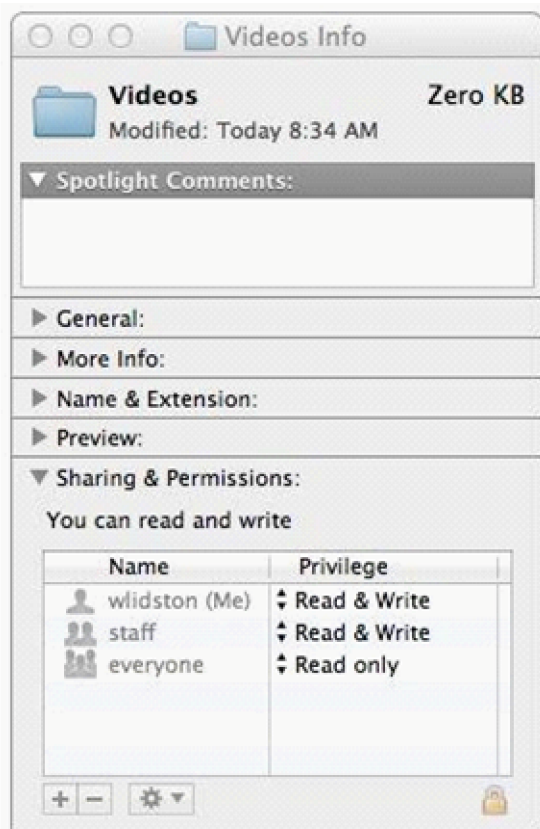 Videos Info
Videos Zero KB
Modified: Today 8:34 AM
Spotlight Comments:
General:
More Info:
Name & Extension:
Preview:
Sharing & Permissions:
You can read and write
Name Privilege
wlidston (Me) Read & Write
staff Read & Write
everyone Read only